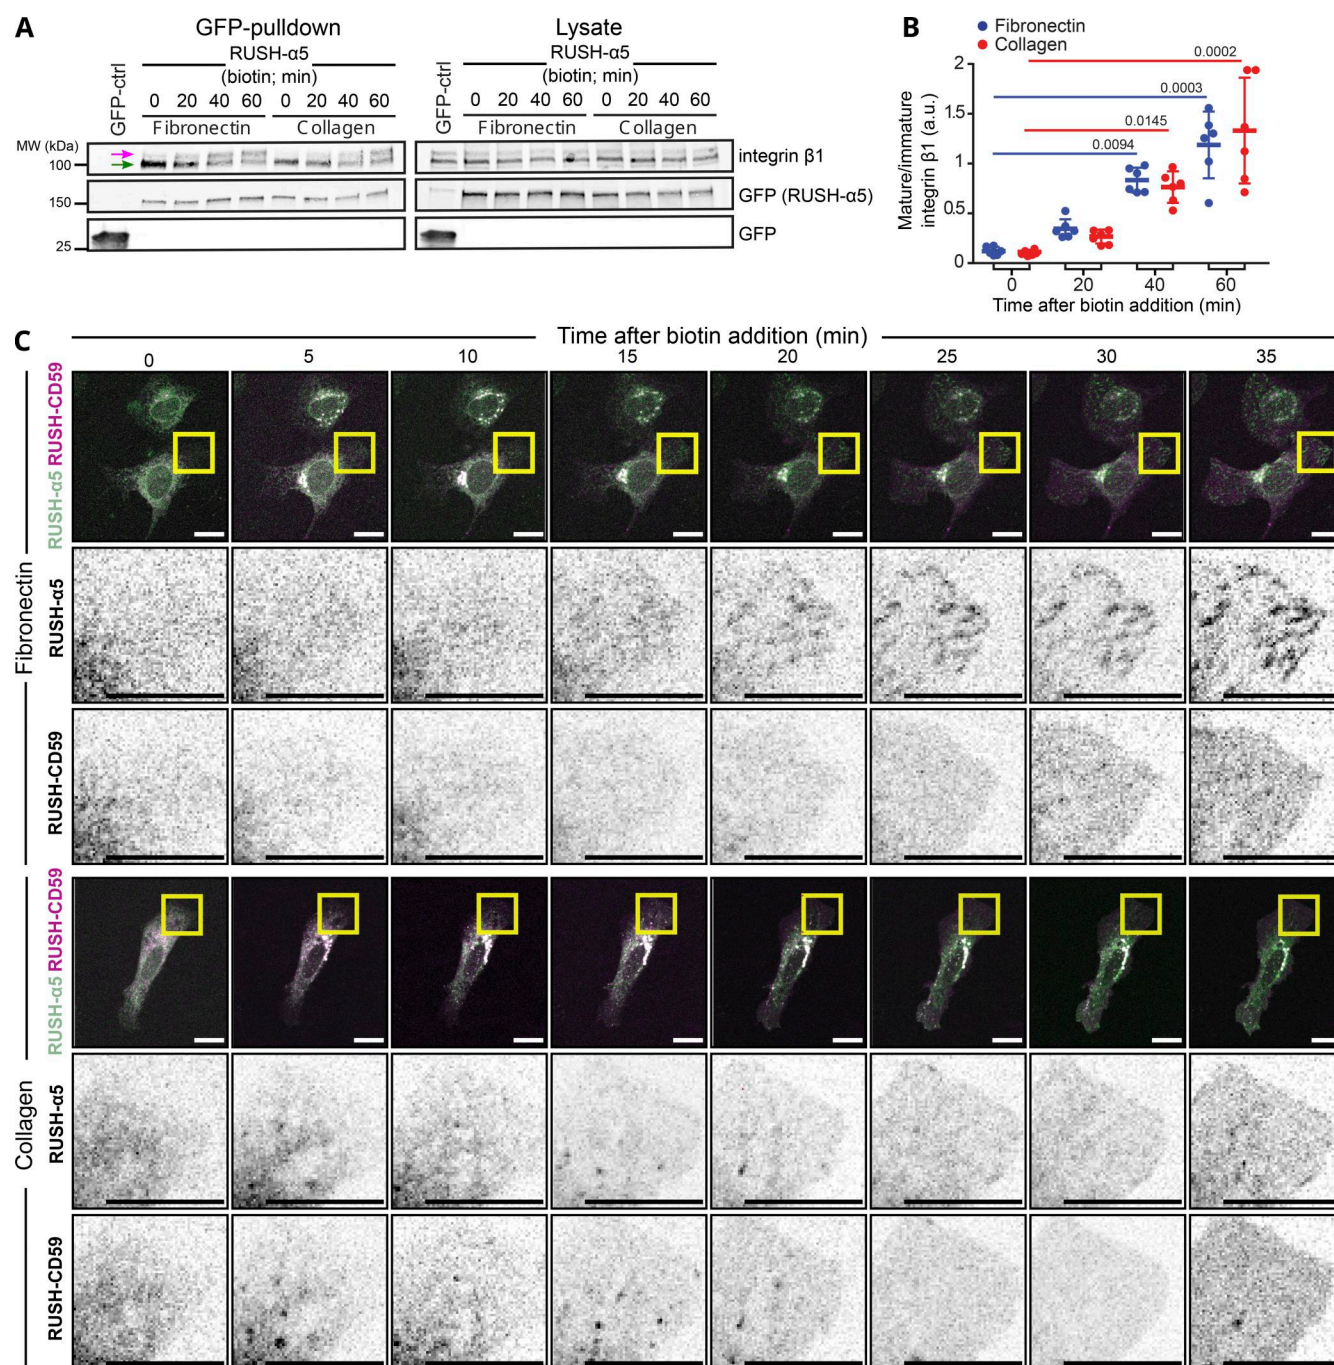 A
GFP-pulldown
Lysate
RUSH-α5
RUSH-α5
(biotin; min)
(biotin; min)
GFP-ctrl
0 20 40 60 0 20 40 60
GFP-ctrl
0 20 40 60 0 20 40 60
Fibronectin
Collagen
Fibronectin
Collagen
MW (kDa)
100
integrin β1
150
GFP (RUSH-α5)
25
GFP
B
Fibronectin
Collagen
0.0002
0.0003
0.0145
0.0094
Mature/immature
integrin β1 (a.u.)
2
1.5
1
0.5
0
0 20 40 60
Time after biotin addition (min)
C
Time after biotin addition (min)
0 5 10 15 20 25 30 35
Fibronectin
RUSH-α5 RUSH-CD59
RUSH-α5
RUSH-CD59
Collagen
RUSH-α5 RUSH-CD59
RUSH-α5
RUSH-CD59